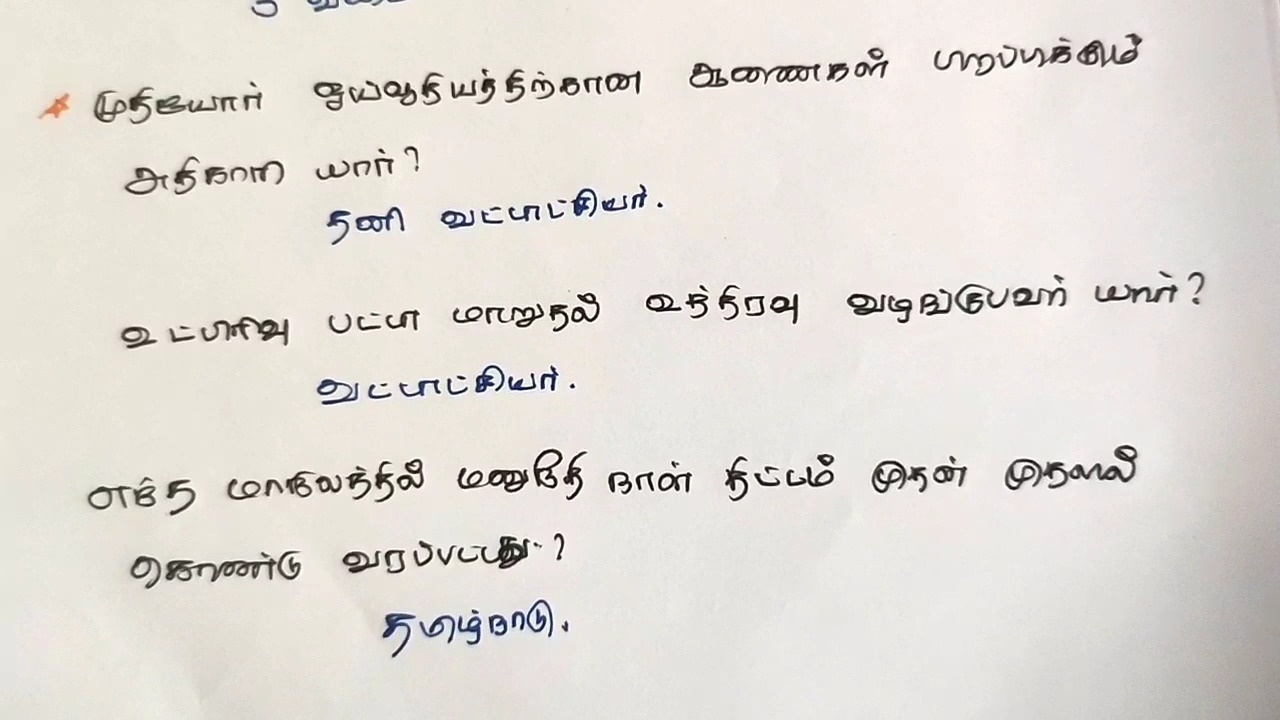 முதியோர் ஓய்வூதியத்திற்கான ஆணைகள் பிறப்பிக்கும்
அதிகாரி யார்?
தனி வட்டாட்சியர்.
உட்பிரிவு பட்டா மாறுதல் உத்திரவு வழங்குபவர் யார்?
வட்டாட்சியர்.
எந்த மாநிலத்தில் மனுநீதி நாள் திட்டம் முதன் முதலில்
கொண்டு வரப்பட்டது?
தமிழ்நாடு.